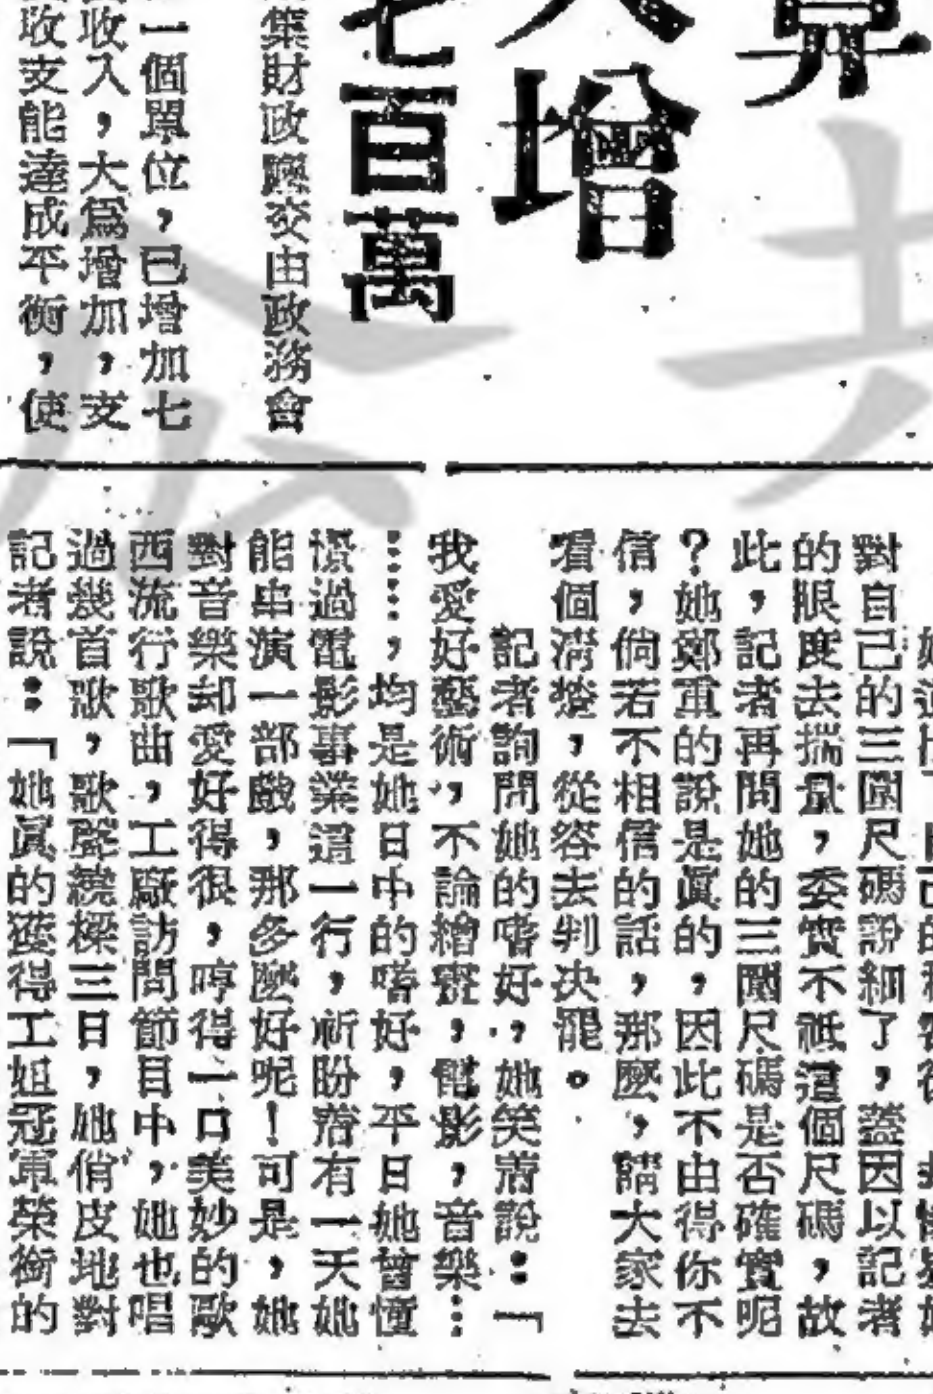 算
大增
七百萬
集財政廳交由政務會
一個單位，已增加七
收入，大爲增加，支
收支能達成平衡，使
對自己的三圍尺碼說細了，蓋因以記者
的眼度去揣量，委實不祇這個尺碼，故
此，記者再問她的三圍尺碼是否確實呢
？她鄭重的說是眞的，因此不由得你不
信，倘若不相信的話，那麼，請大家去
看個清楚，從容去判決罷。
記者詢問她的嗜好，她笑着說：「
我愛好藝術，不論繪畫，電影，音樂…
……，均是她日中的嗜好，平日她曾憧
憬過電影事業這一行，祈盼着有一天她
能串演一部戲，那多麼好呢！可是，她
對音樂却愛好得很，哼得一口美妙的歌
西流行歌曲，工廠訪問節目中，她也唱
過幾首歌，歌聲繞樑三日，她俏皮地對
記者說：「她眞的獲得工姐冠軍榮銜的
公共